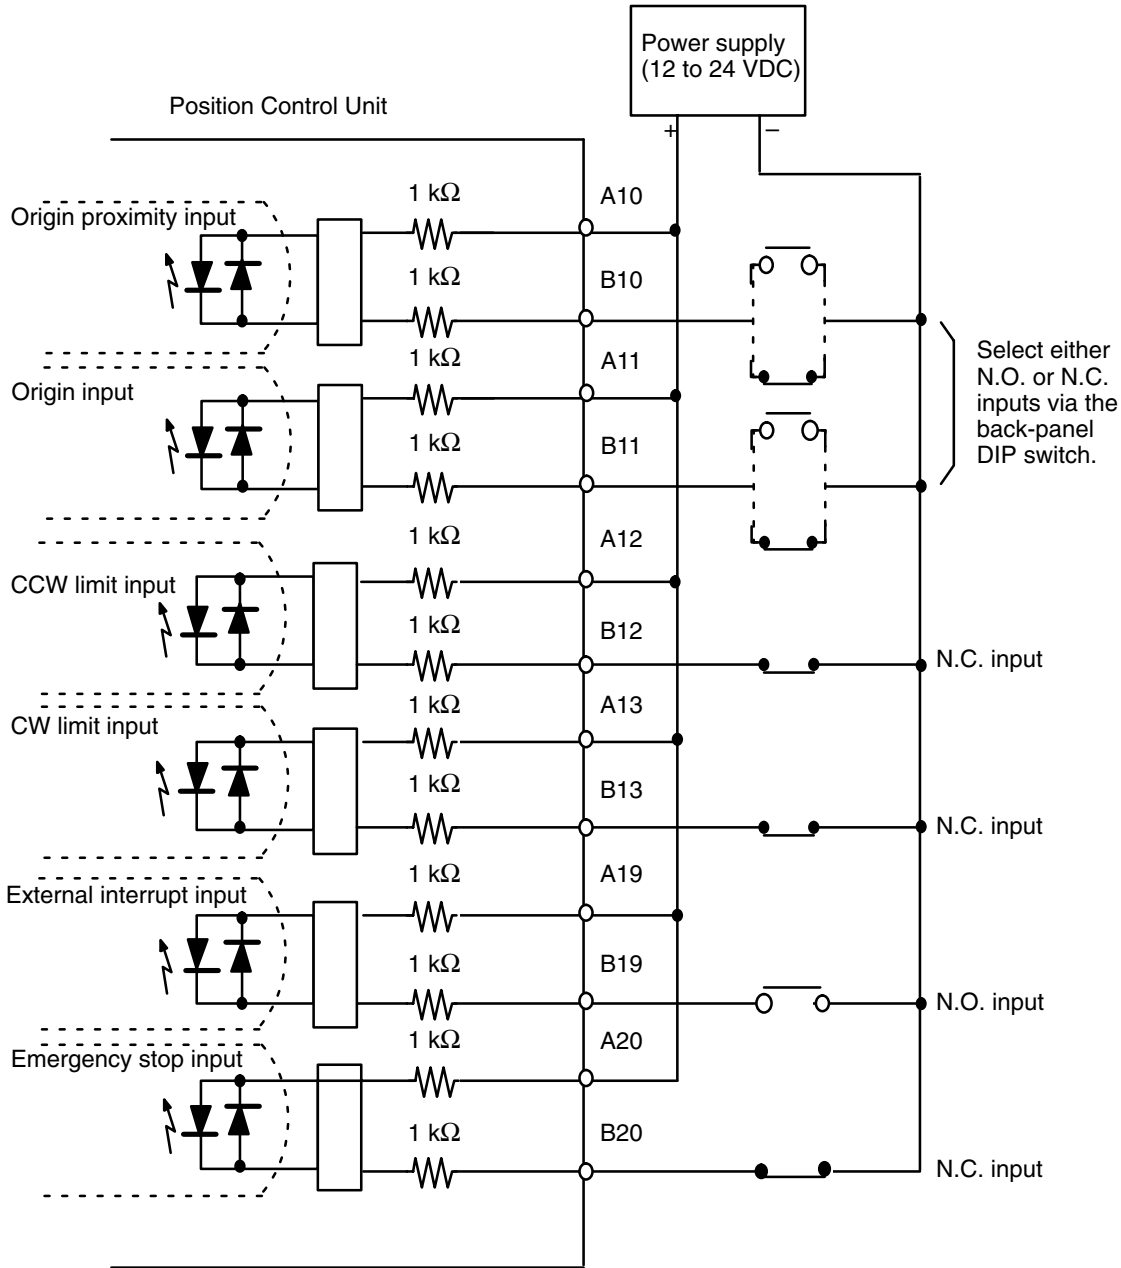 Power supply
(12 to 24 VDC)
Position Control Unit
+
–
1 kΩ
A10
Origin proximity input
1 kΩ
B10
1 kΩ
A11
Select either
N.O. or N.C.
inputs via the
back-panel
DIP switch.
Origin input
1 kΩ
B11
1 kΩ
A12
CCW limit input
1 kΩ
B12
N.C. input
1 kΩ
A13
CW limit input
1 kΩ
B13
N.C. input
1 kΩ
A19
External interrupt input
1 kΩ
B19
N.O. input
1 kΩ
A20
Emergency stop input
1 kΩ
B20
N.C. input